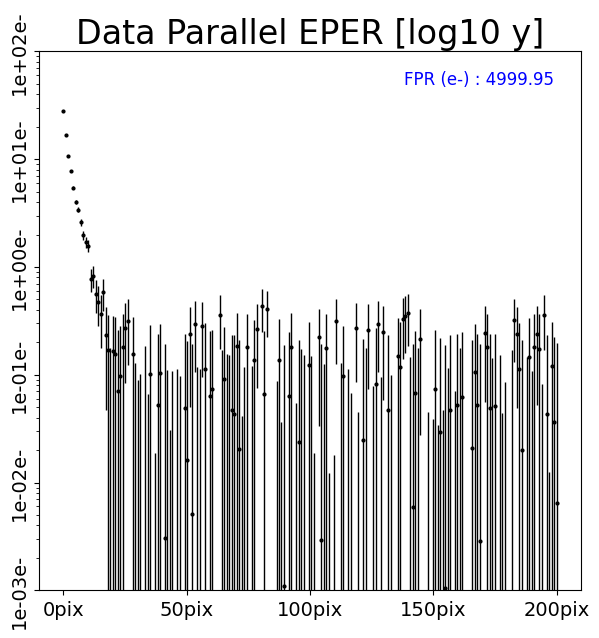 Data Parallel EPER [log10 y]
FPR (e-) : 4999.95
1e+02e-
1e+01e-
1e+00e-
1e-01e-
1e-02e-
1e-03e-
0pix 50pix 100pix 150pix 200pix